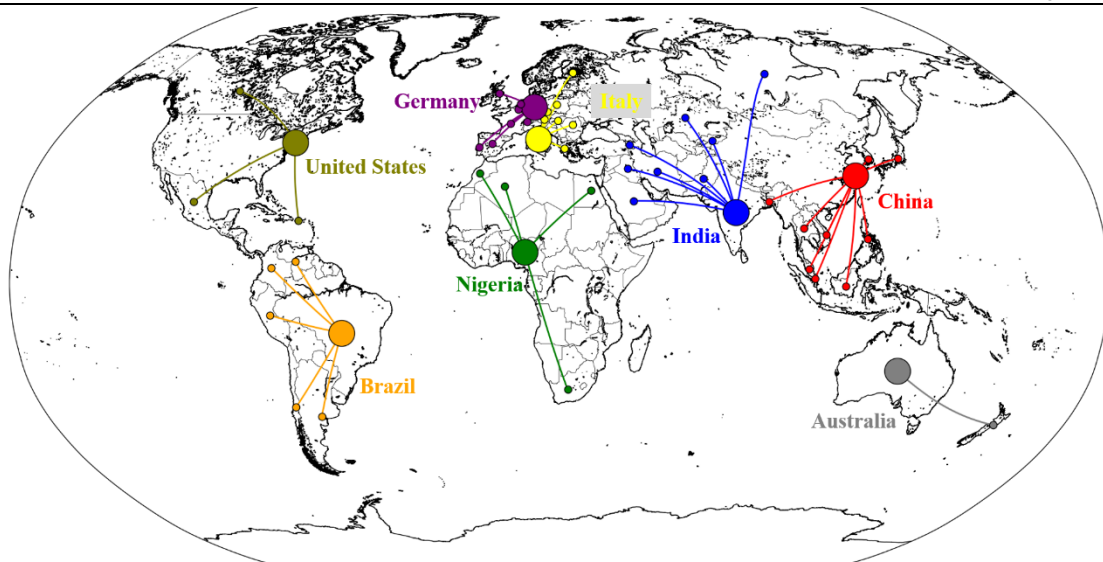 Germany
Italy
United States
China
India
Nigeria
Brazil
Australia